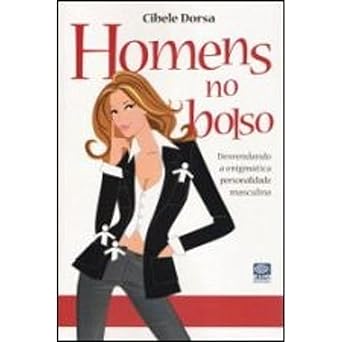 Cibele Dorsa
Homens
no
bolso
Desvendando
a enigmática
personalidade
masculina